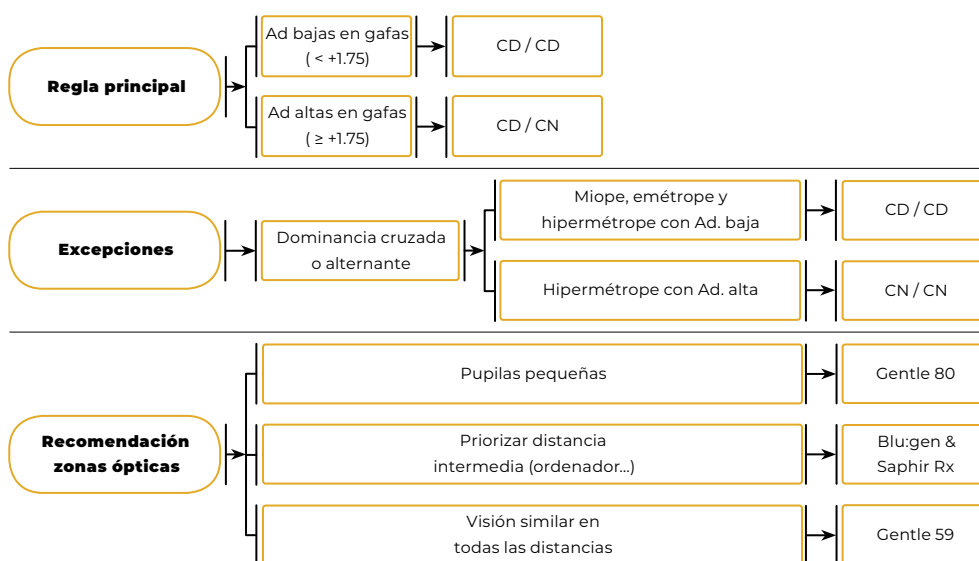 Regla principal
Ad bajas en gafas
( < +1.75)
CD / CD
Ad altas en gafas
( ≥ +1.75)
CD / CN
Excepciones
Dominancia cruzada
o alternante
Miope, emétrope y
hipermétrope con Ad. baja
CD / CD
Hipermétrope con Ad. alta
CN / CN
Recomendación
zonas ópticas
Pupilas pequeñas
Gentle 80
Priorizar distancia
intermedia (ordenador...)
Blu:gen &
Saphir Rx
Visión similar en
todas las distancias
Gentle 59